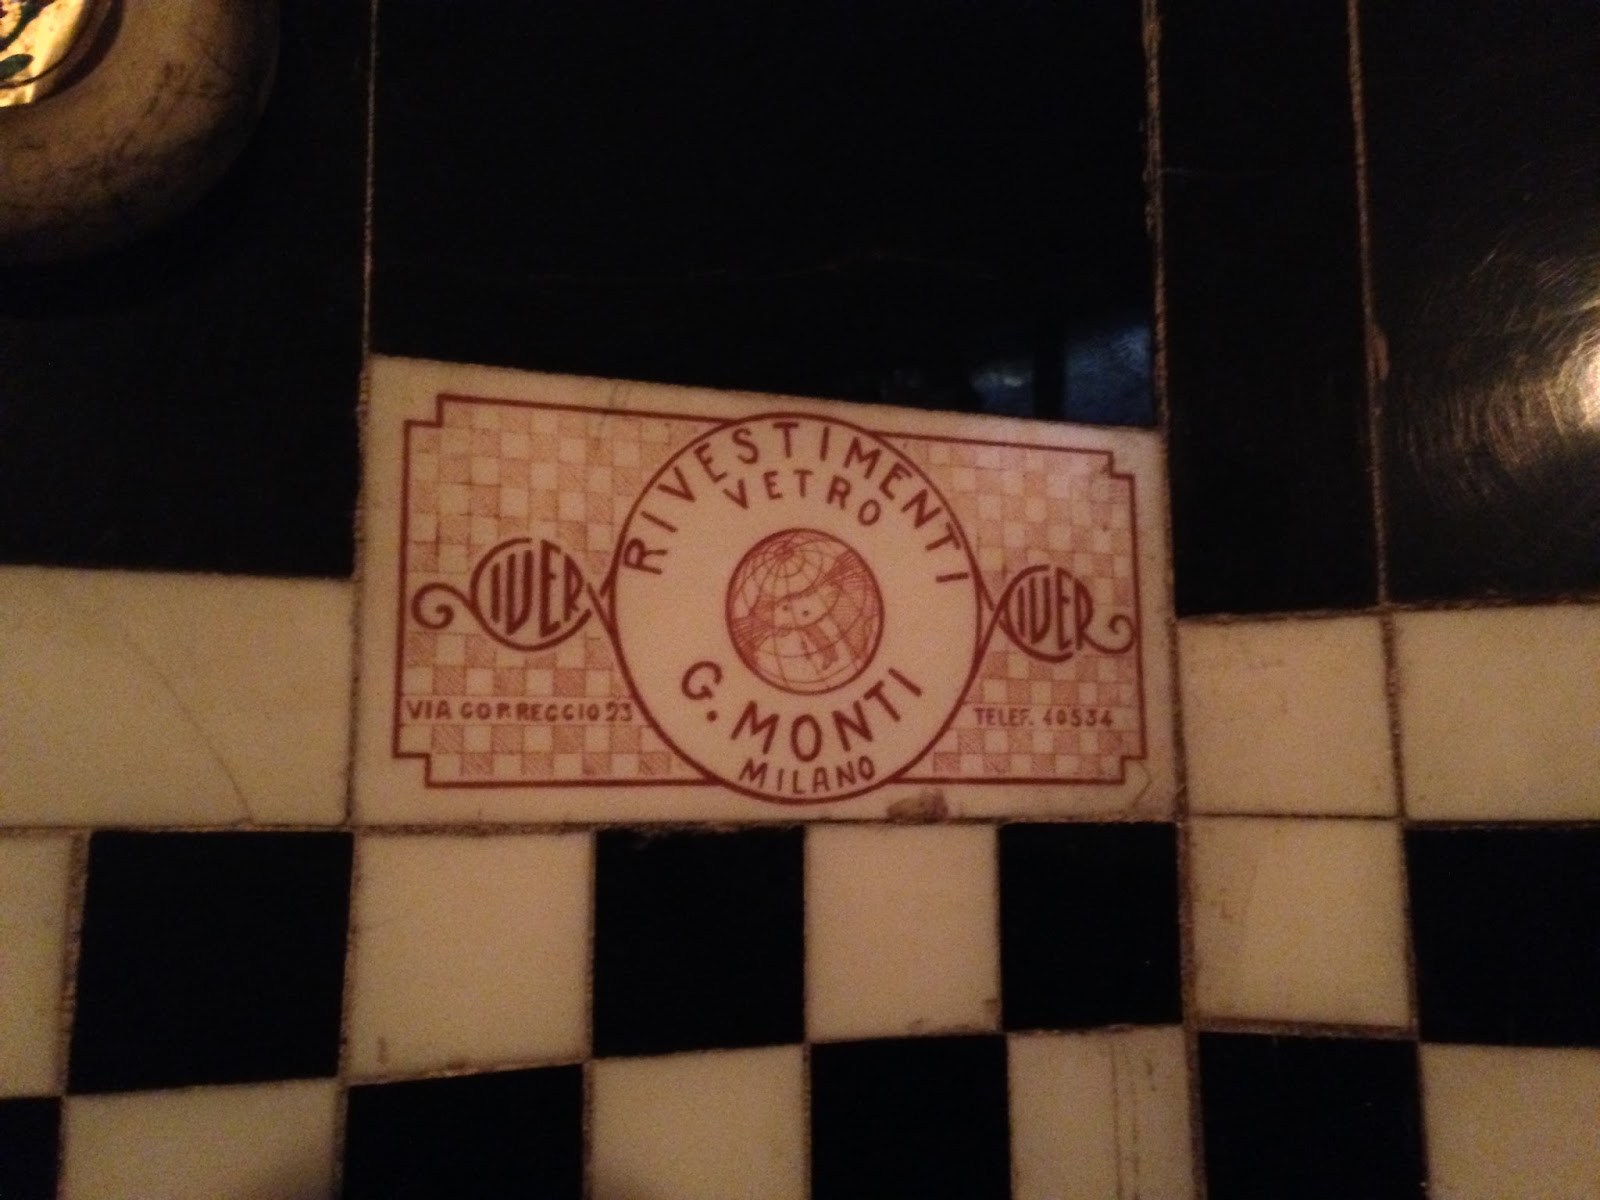 RIVESTIMENTI
VETRO
IVER
IVER
G. MONTI
MILANO
VIA CORREGGIO 23
TELEF. 40534